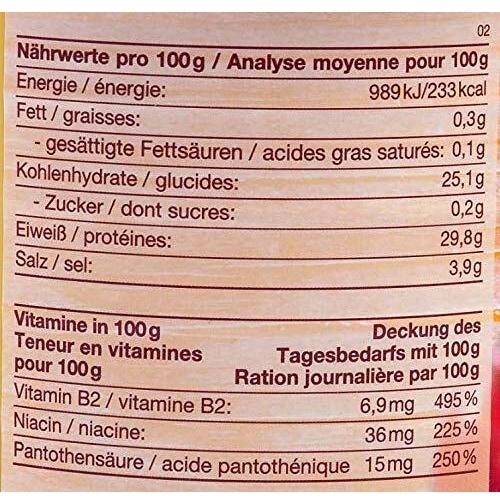 02
Nährwerte pro 100g / Analyse moyenne pour 100g
Energie / énergie: 989kJ/233kcal
Fett / graisses: 0,3g
- gesättigte Fettsäuren / acides gras saturés: 0,1g
Kohlenhydrate / glucides: 25,1g
- Zucker / dont sucres: 0,2g
Eiweiß / protéines: 29,8g
Salz / sel: 3,9g
Vitamine in 100g Deckung des
Teneur en vitamines Tagesbedarfs mit 100g
pour 100g Ration journalière par 100g
Vitamin B2 / vitamine B2: 6,9mg 495%
Niacin / niacine: 36mg 225%
Pantothensäure / acide pantothénique 15mg 250%